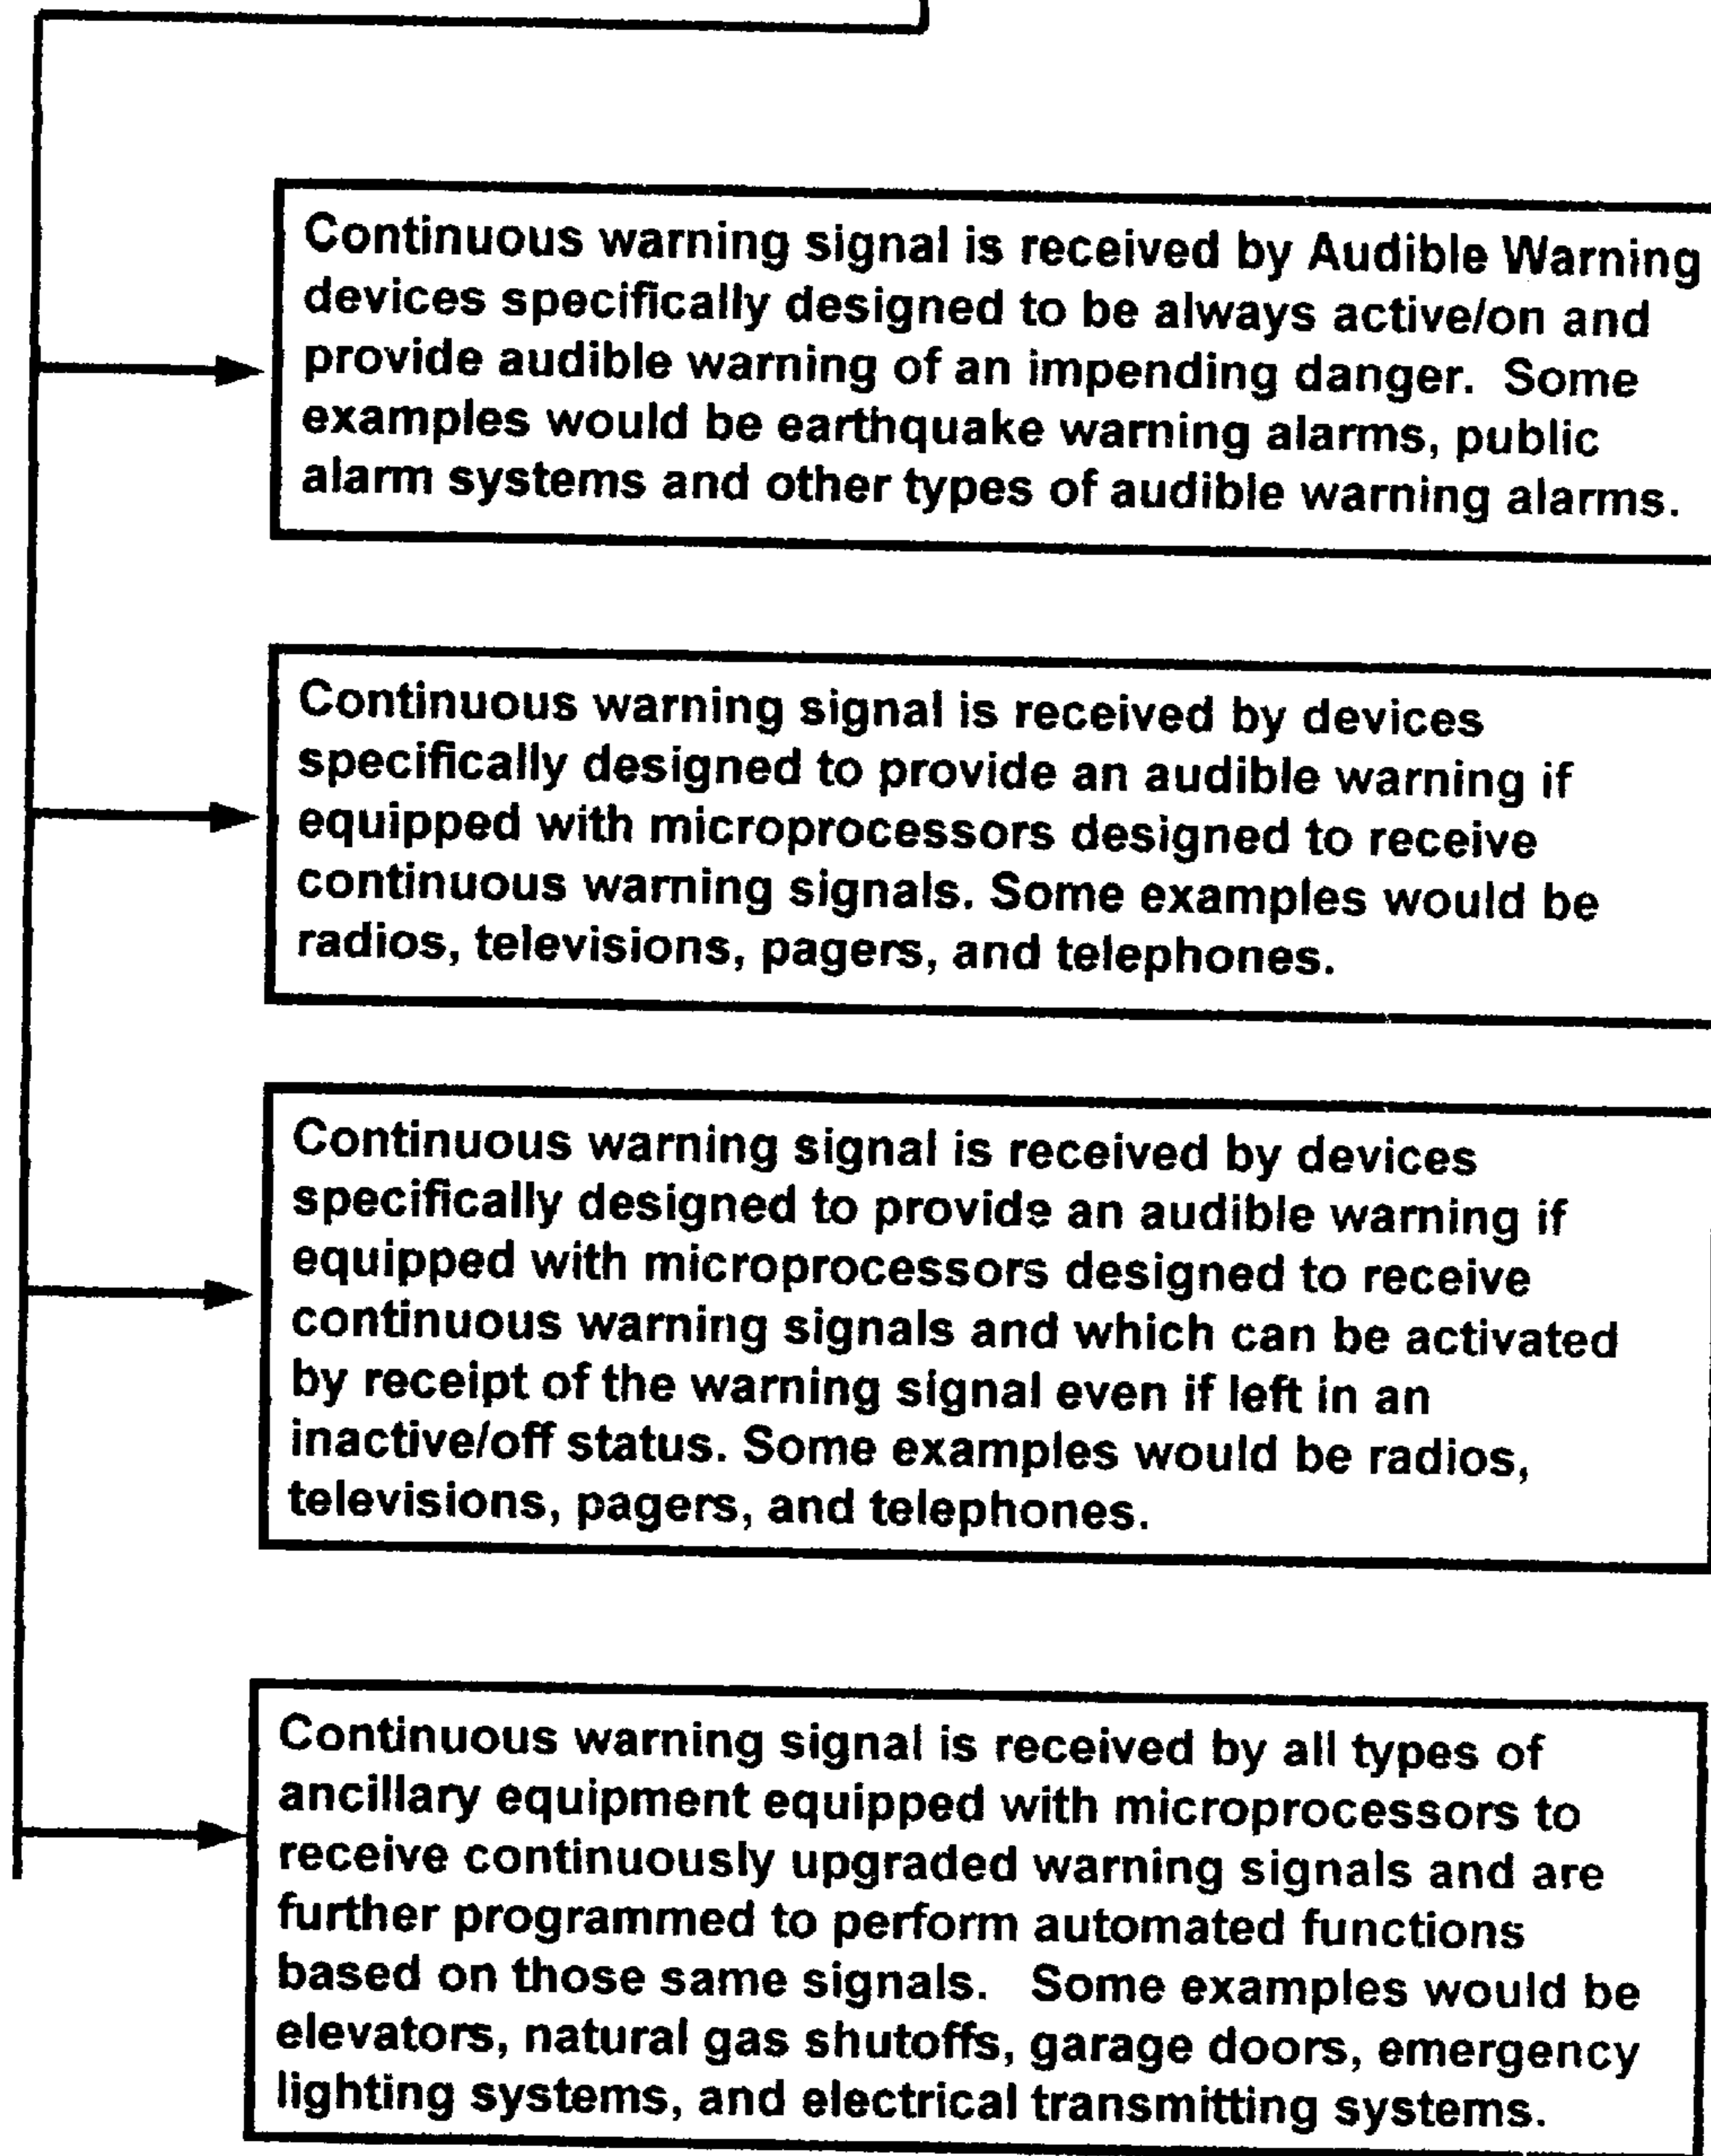 Continuous warning signal is received by Audible Warning
devices specifically designed to be always active/on and
provide audible warning of an impending danger.  Some
examples would be earthquake warning alarms, public
alarm systems and other types of audible warning alarms.
Continuous warning signal is received by devices
specifically designed to provide an audible warning if
equipped with microprocessors designed to receive
continuous warning signals. Some examples would be
radios, televisions, pagers, and telephones.
Continuous warning signal is received by devices
specifically designed to provide an audible warning if
equipped with microprocessors designed to receive
continuous warning signals and which can be activated
by receipt of the warning signal even if left in an
inactive/off status. Some examples would be radios,
televisions, pagers, and telephones.
Continuous warning signal is received by all types of
ancillary equipment equipped with microprocessors to
receive continuously upgraded warning signals and are
further programmed to perform automated functions
based on those same signals.   Some examples would be
elevators, natural gas shutoffs, garage doors, emergency
lighting systems, and electrical transmitting systems.